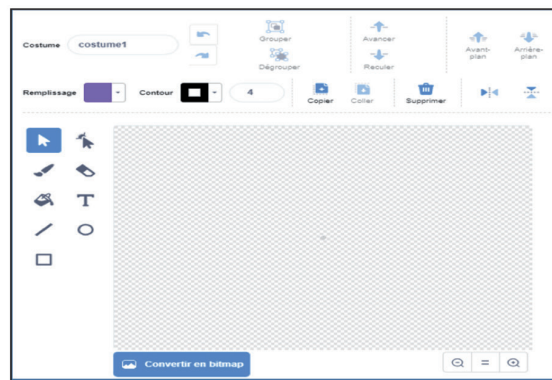 Costume costume1
Grouper
Dégrouper
Avancer
Reculer
Avant-
plan
Arrière-
plan
Remplissage Contour 4 Copier Coller Supprimer
T
Convertir en bitmap